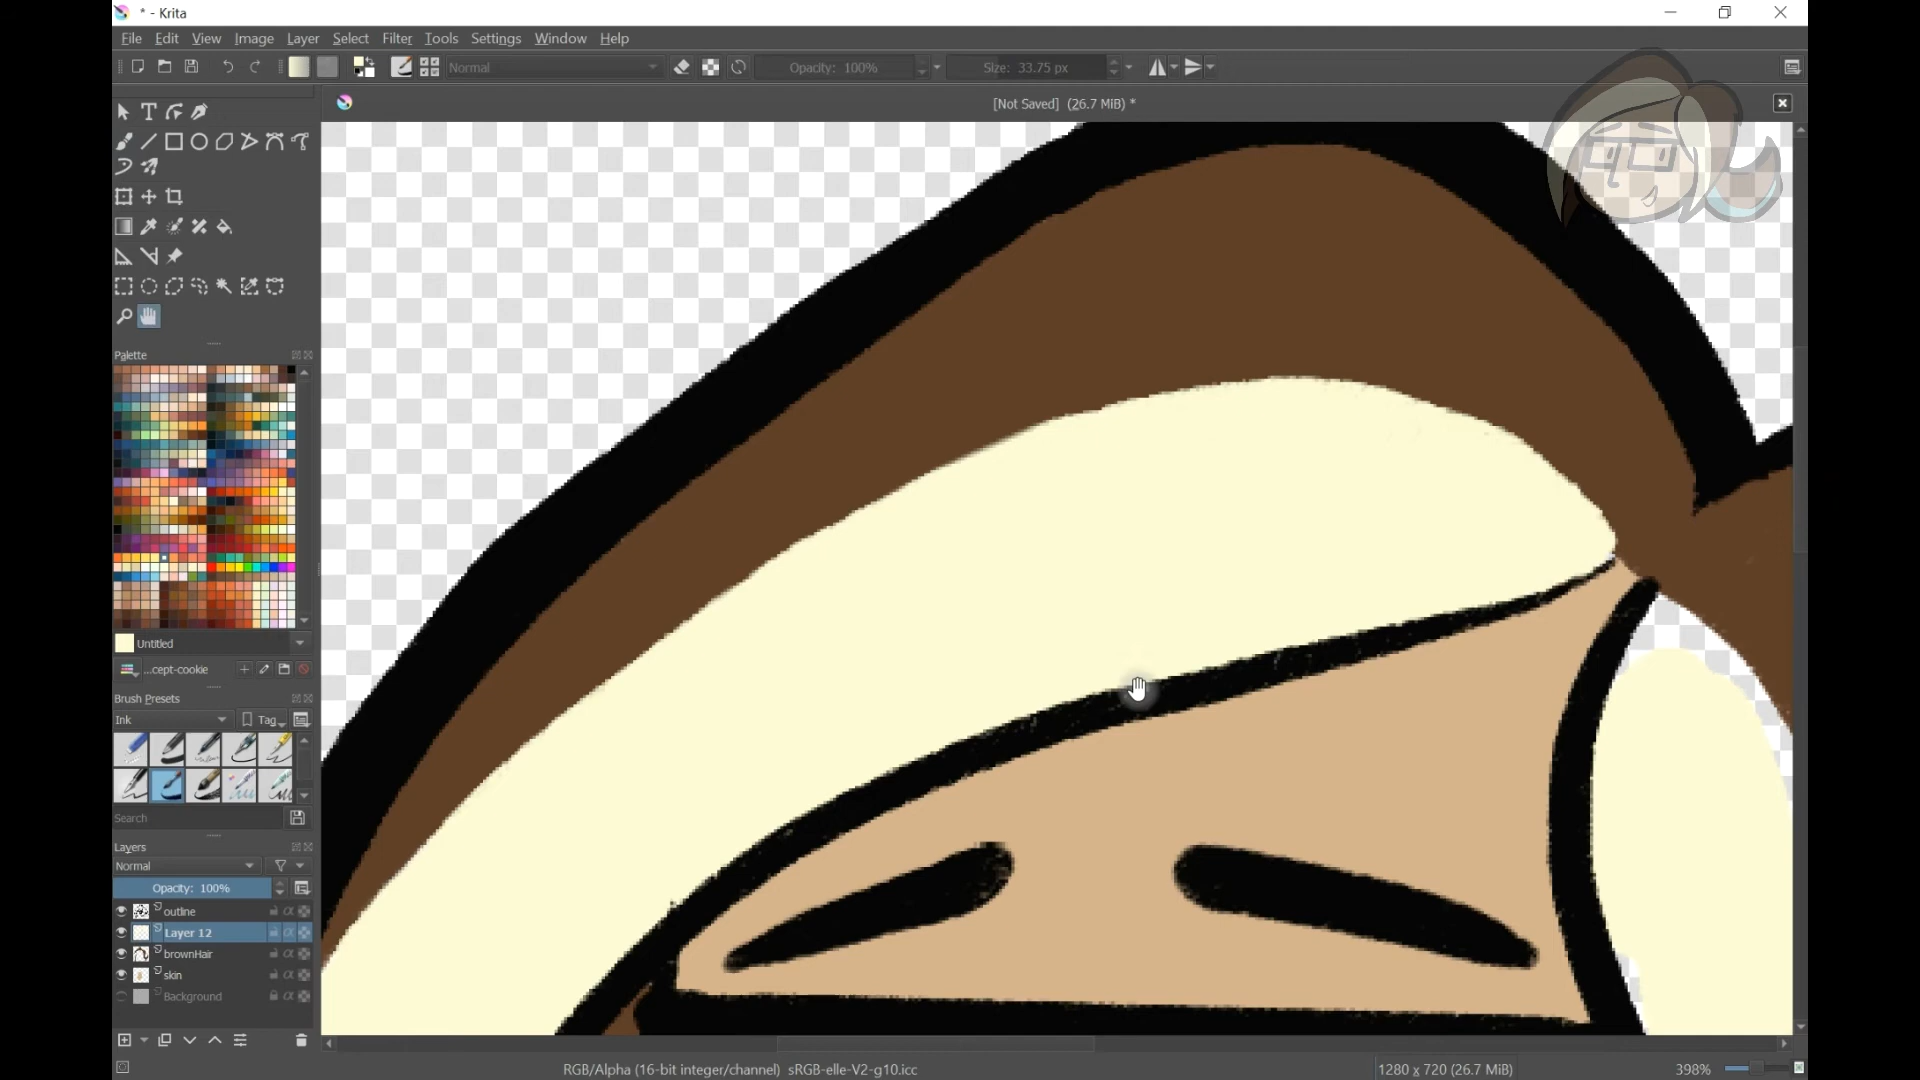 * - Krita
File Edit View Image Layer Select Filter Tools Settings Window Help
Normal Opacity: 100% Size: 33.75 px
[Not Saved] (26.7 MiB) *
Palette
Untitled
...cept-cookie
Brush Presets
Ink Tag
Search
Layers
Normal
Opacity: 100%
outline
Layer 12
brownHair
skin
Background
RGB/Alpha (16-bit integer/channel) sRGB-elle-V2-g10.icc 1280 x 720 (26.7 MiB) 398%